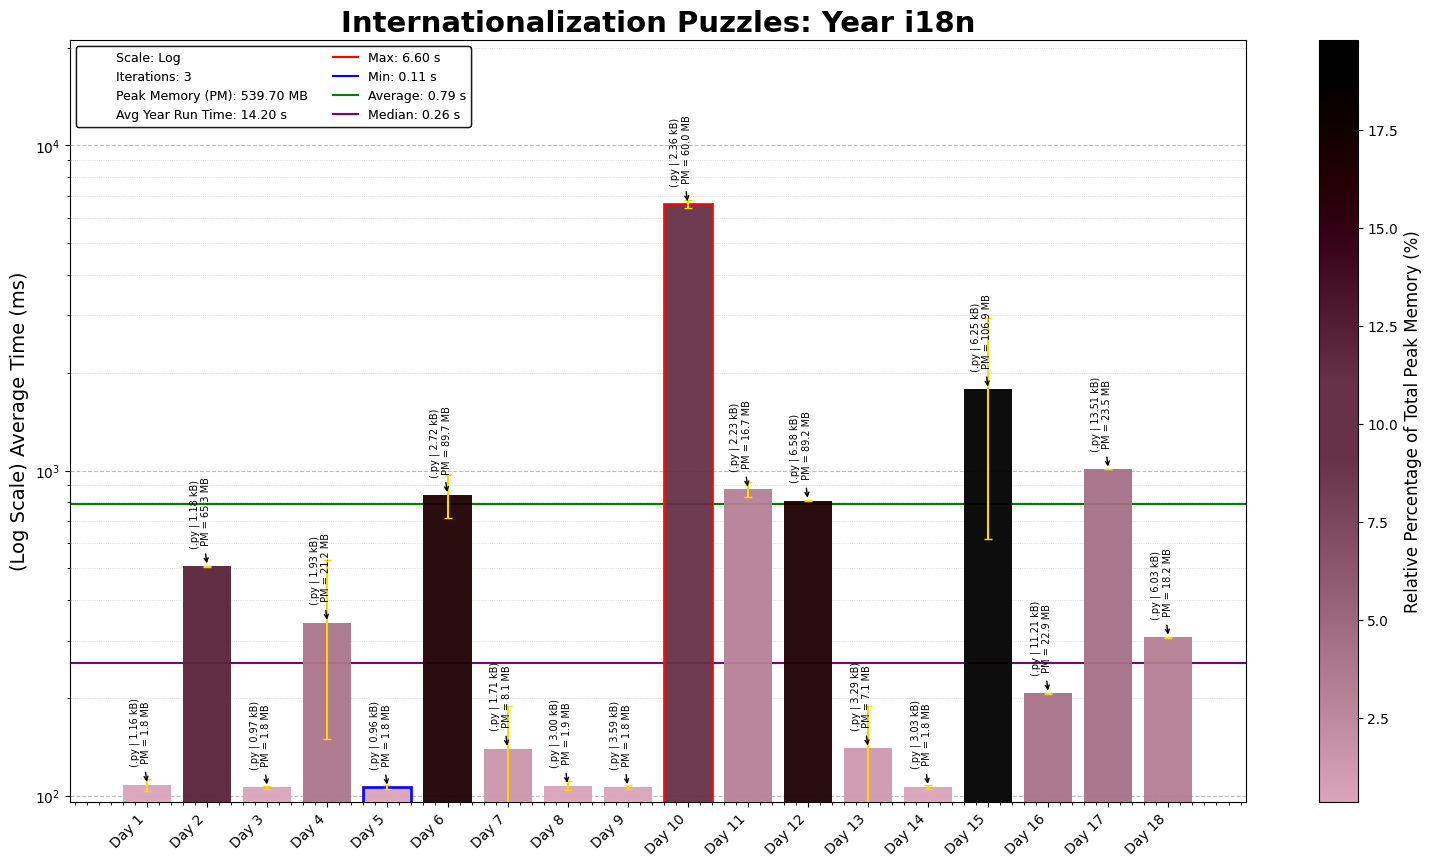 Internationalization Puzzles: Year i18n
Scale: Log
Iterations: 3
Peak Memory (PM): 539.70 MB
Avg Year Run Time: 14.20 s
Max: 6.60 s
Min: 0.11 s
Average: 0.79 s
Median: 0.26 s
(Log Scale) Average Time (ms)
10^4
10^3
10^2
(.py | 1.16 kB)
PM = 1.8 MB
(.py | 1.18 kB)
PM = 65.3 MB
(.py | 0.97 kB)
PM = 1.8 MB
(.py | 1.93 kB)
PM = 21.2 MB
(.py | 0.96 kB)
PM = 1.8 MB
(.py | 2.72 kB)
PM = 89.7 MB
(.py | 1.71 kB)
PM = 8.1 MB
(.py | 3.00 kB)
PM = 1.9 MB
(.py | 3.59 kB)
PM = 1.8 MB
(.py | 2.36 kB)
PM = 60.0 MB
(.py | 2.23 kB)
PM = 16.7 MB
(.py | 6.58 kB)
PM = 89.2 MB
(.py | 3.29 kB)
PM = 7.1 MB
(.py | 3.03 kB)
PM = 1.8 MB
(.py | 6.25 kB)
PM = 106.9 MB
(.py | 11.21 kB)
PM = 22.9 MB
(.py | 13.51 kB)
PM = 23.5 MB
(.py | 6.03 kB)
PM = 18.2 MB
Day 1
Day 2
Day 3
Day 4
Day 5
Day 6
Day 7
Day 8
Day 9
Day 10
Day 11
Day 12
Day 13
Day 14
Day 15
Day 16
Day 17
Day 18
17.5
15.0
12.5
10.0
7.5
5.0
2.5
Relative Percentage of Total Peak Memory (%)